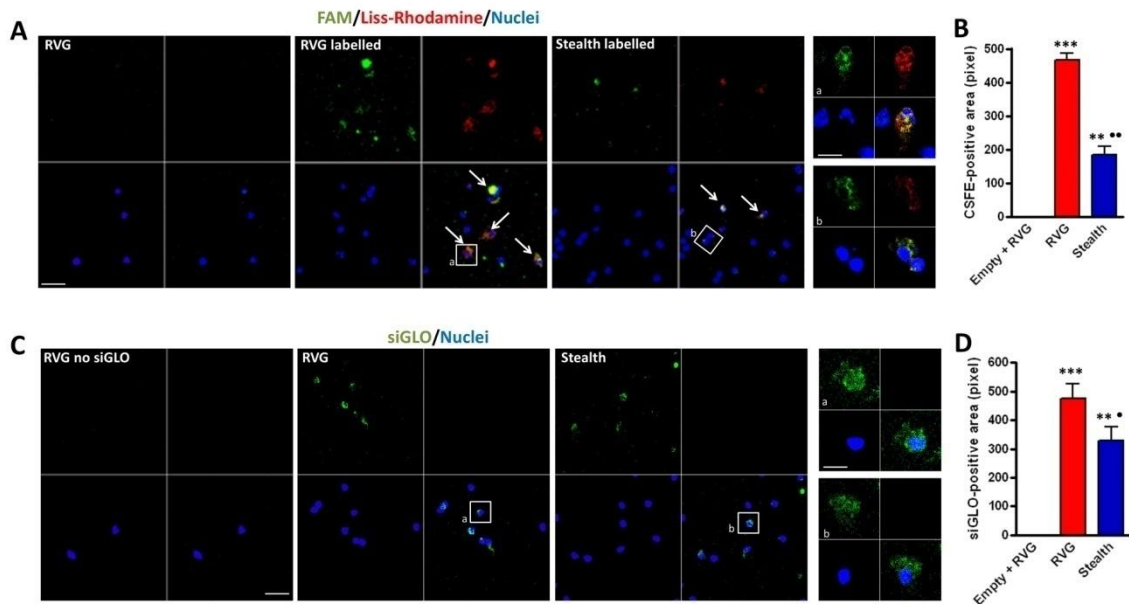 FAM/Liss-Rhodamine/Nuclei
A
RVG
RVG labelled
Stealth labelled
a
b
a
b
B
CSFE-positive area (pixel)
500
400
300
200
100
0
***
** ••
Empty + RVG
RVG
Stealth
siGLO/Nuclei
C
RVG no siGLO
RVG
Stealth
a
b
a
b
D
siGLO-positive area (pixel)
600
500
400
300
200
100
0
***
** •
Empty + RVG
RVG
Stealth